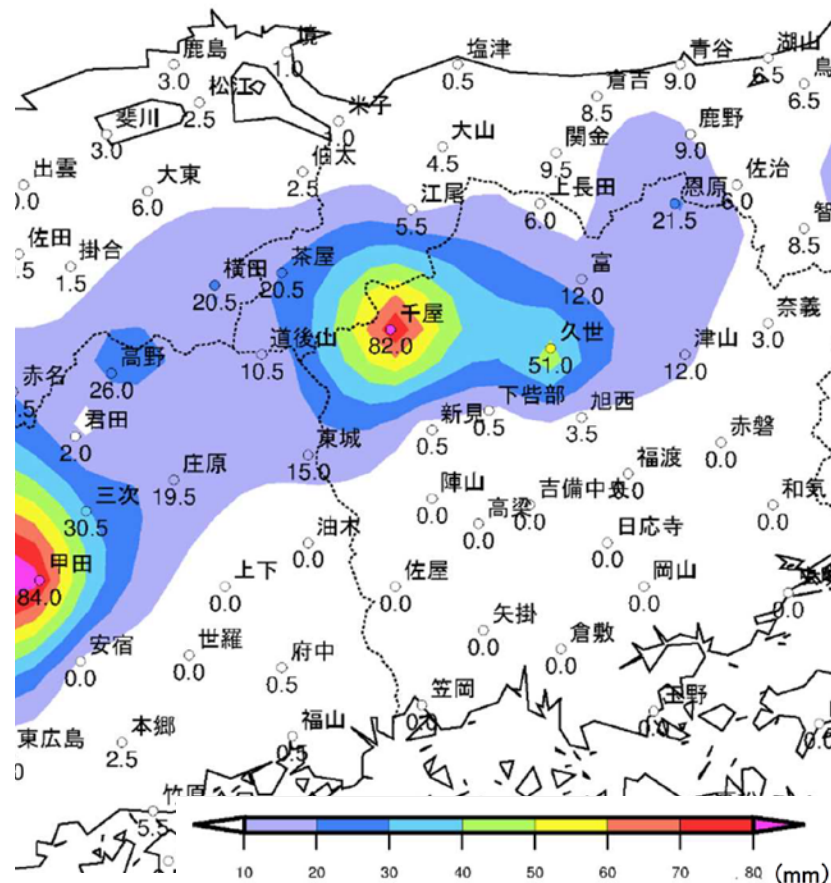 境
鹿島
1.0
塩津
青谷
湖山
3.0
0.5
9.0
6.5
松江
2.5
倉吉
8.5
6.5
米子
斐川
3.0
大山
4.5
関金
9.5
鹿野
9.0
伯太
2.5
出雲
大東
6.0
江尾
5.5
上長田
6.0
恩原
21.5
佐治
6.0
8.5
佐田
掛合
1.5
横田
20.5
茶屋
20.5
富
12.0
千屋
82.0
久世
51.0
奈義
3.0
道後山
10.5
津山
12.0
高野
26.0
赤名
君田
2.0
新見
0.5
下呰部
0.5
旭西
3.5
赤磐
0.0
東城
15.0
庄原
19.5
福渡
0.0
三次
30.5
陣山
0.0
高梁
0.0
吉備中央
0.0
和気
0.0
油木
0.0
日応寺
0.0
甲田
84.0
上下
0.0
佐屋
0.0
岡山
0.0
0.0
安宿
0.0
世羅
0.0
府中
0.5
矢掛
0.0
倉敷
0.0
笠岡
0.0
玉野
0.0
東広島
本郷
2.5
福山
0.5
0.0
竹原
5.5
10 20 30 40 50 60 70 80 (mm)